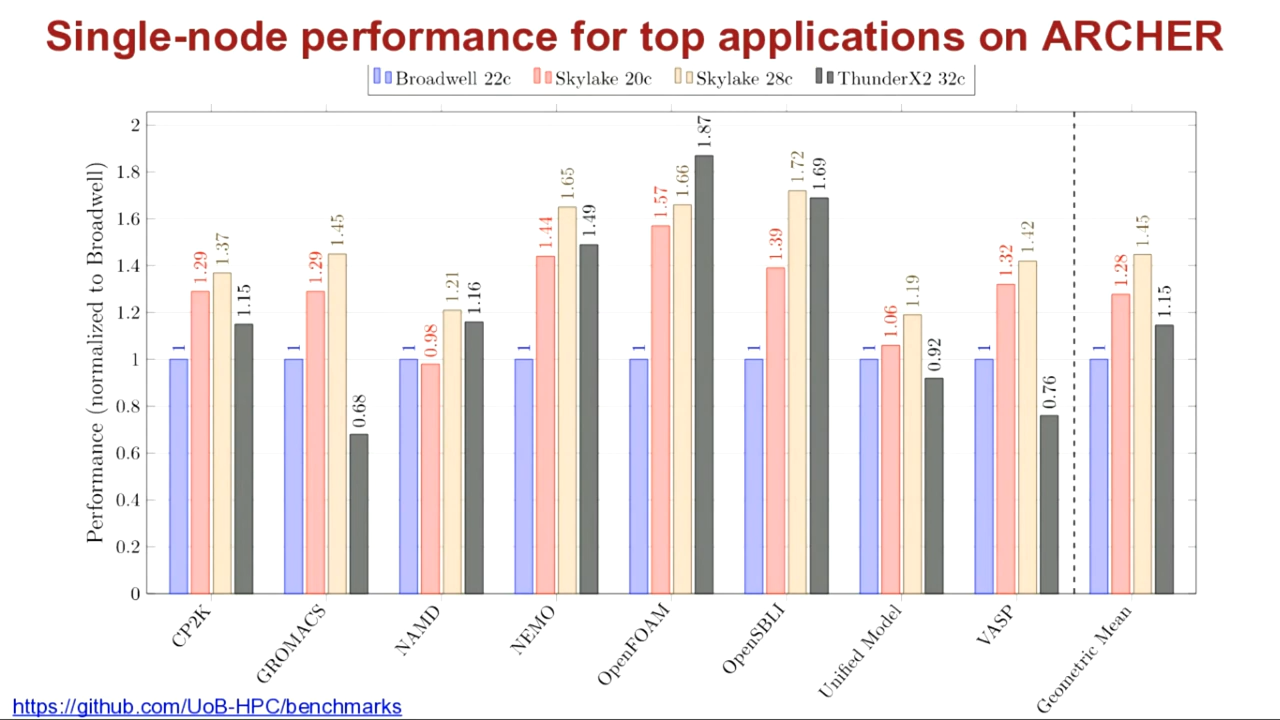 Single-node performance for top applications on ARCHER
Broadwell 22c Skylake 20c Skylake 28c ThunderX2 32c
Performance (normalized to Broadwell)
2
1.8
1.6
1.4
1.2
1
0.8
0.6
0.4
0.2
0
1 1.29 1.37 1.15
1 1.29 1.45 0.68
1 0.98 1.21 1.16
1 1.44 1.65 1.49
1 1.57 1.66 1.87
1 1.39 1.72 1.69
1 1.06 1.19 0.92
1 1.32 1.42 0.76
1 1.28 1.45 1.15
CP2K
GROMACS
NAMD
NEMO
OpenFOAM
OpenSBLI
Unified Model
VASP
Geometric Mean
https://github.com/UoB-HPC/benchmarks